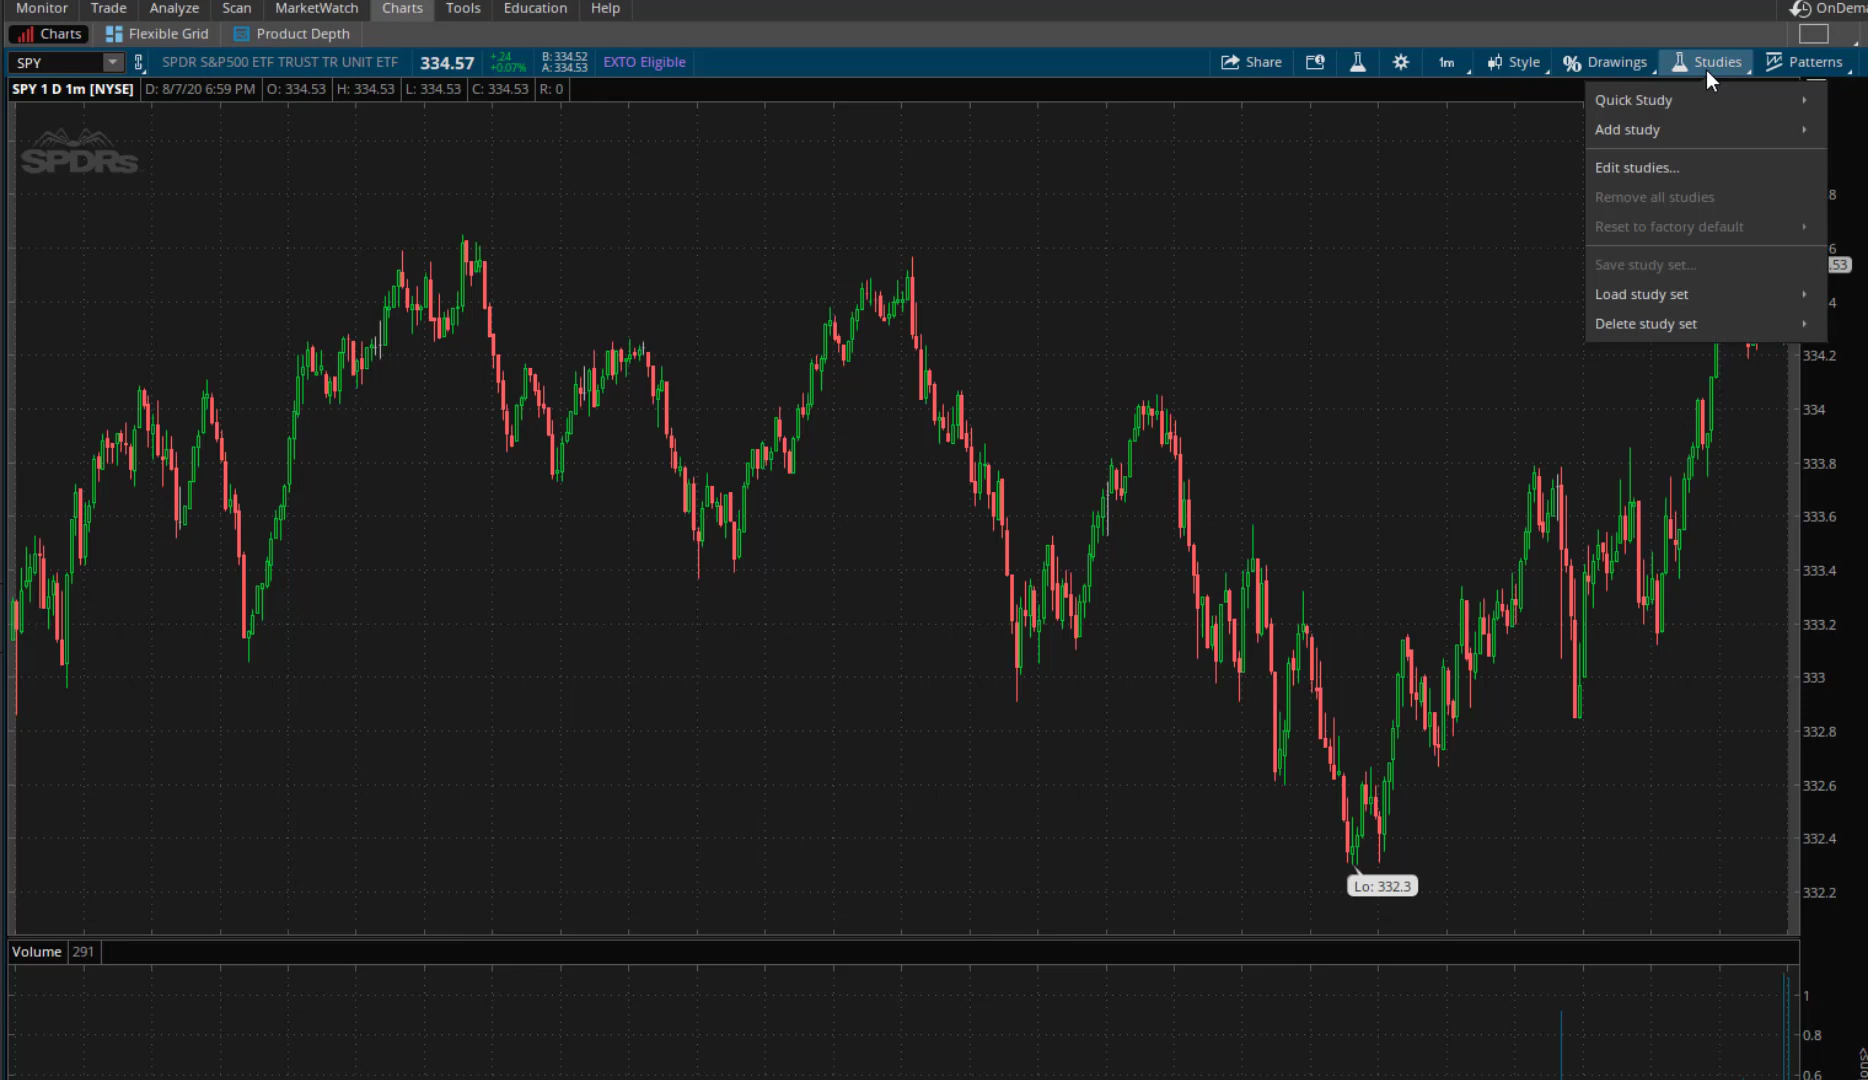 Monitor Trade Analyze Scan MarketWatch Charts Tools Education Help
Charts Flexible Grid Product Depth
SPY SPDR S&P500 ETF TRUST TR UNIT ETF 334.57 +.24 +0.07% B: 334.52 A: 334.53 EXTO Eligible Share 1m Style Drawings Studies Patterns
SPY 1 D 1m [NYSE] D: 8/7/20 6:59 PM O: 334.53 H: 334.53 L: 334.53 C: 334.53 R: 0
Quick Study
Add study
SPDRs
Edit studies...
Remove all studies
Reset to factory default
Save study set...
Load study set
Delete study set
334.2
334
333.8
333.6
333.4
333.2
333
332.8
332.6
332.4
Lo: 332.3
332.2
Volume 291
1
0.8
0.6